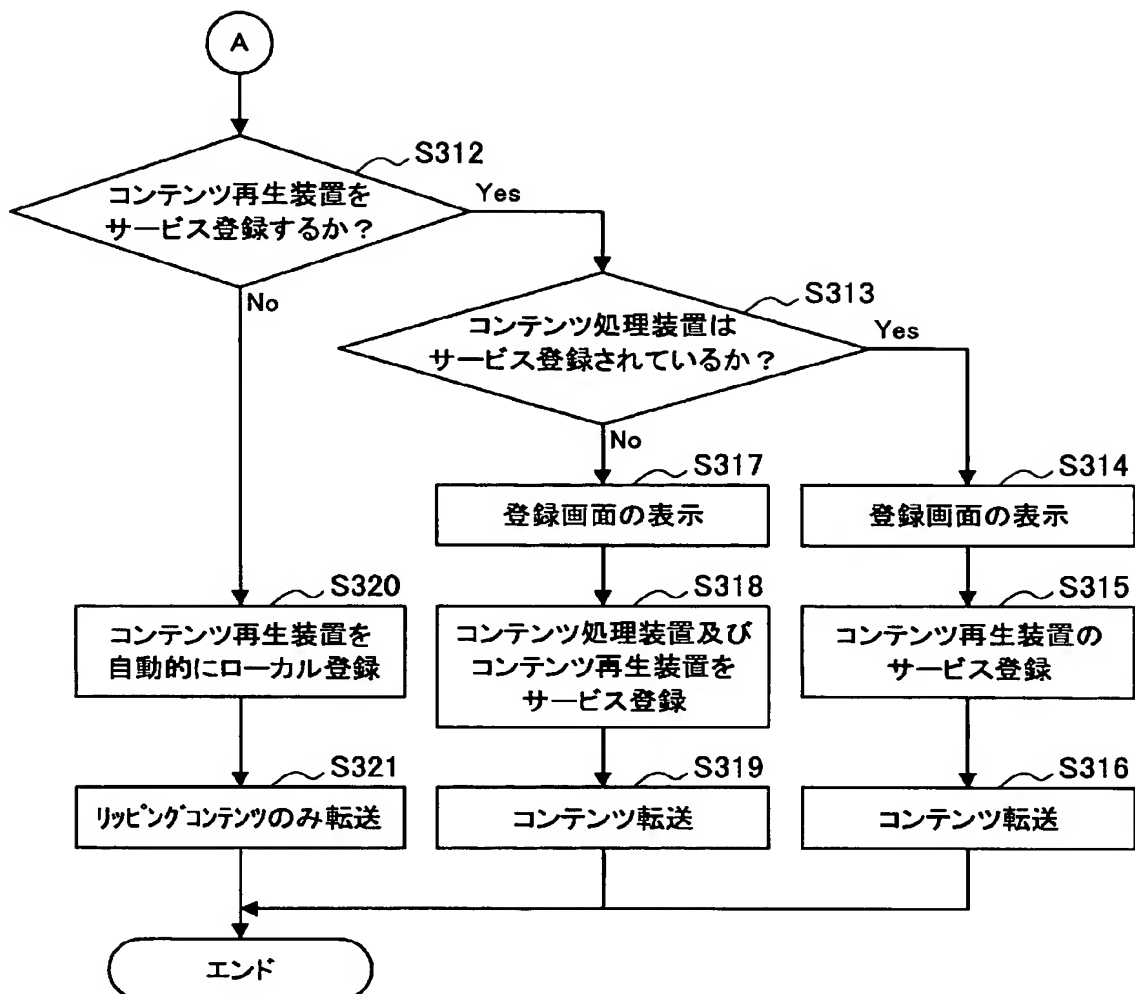 A
S312
コンテンツ再生装置を
サービス登録するか？
Yes
No
S313
コンテンツ処理装置は
サービス登録されているか？
Yes
No
S317
登録画面の表示
S314
登録画面の表示
S320
コンテンツ再生装置を
自動的にローカル登録
S318
コンテンツ処理装置及び
コンテンツ再生装置を
サービス登録
S315
コンテンツ再生装置の
サービス登録
S321
リッピングコンテンツのみ転送
S319
コンテンツ転送
S316
コンテンツ転送
エンド